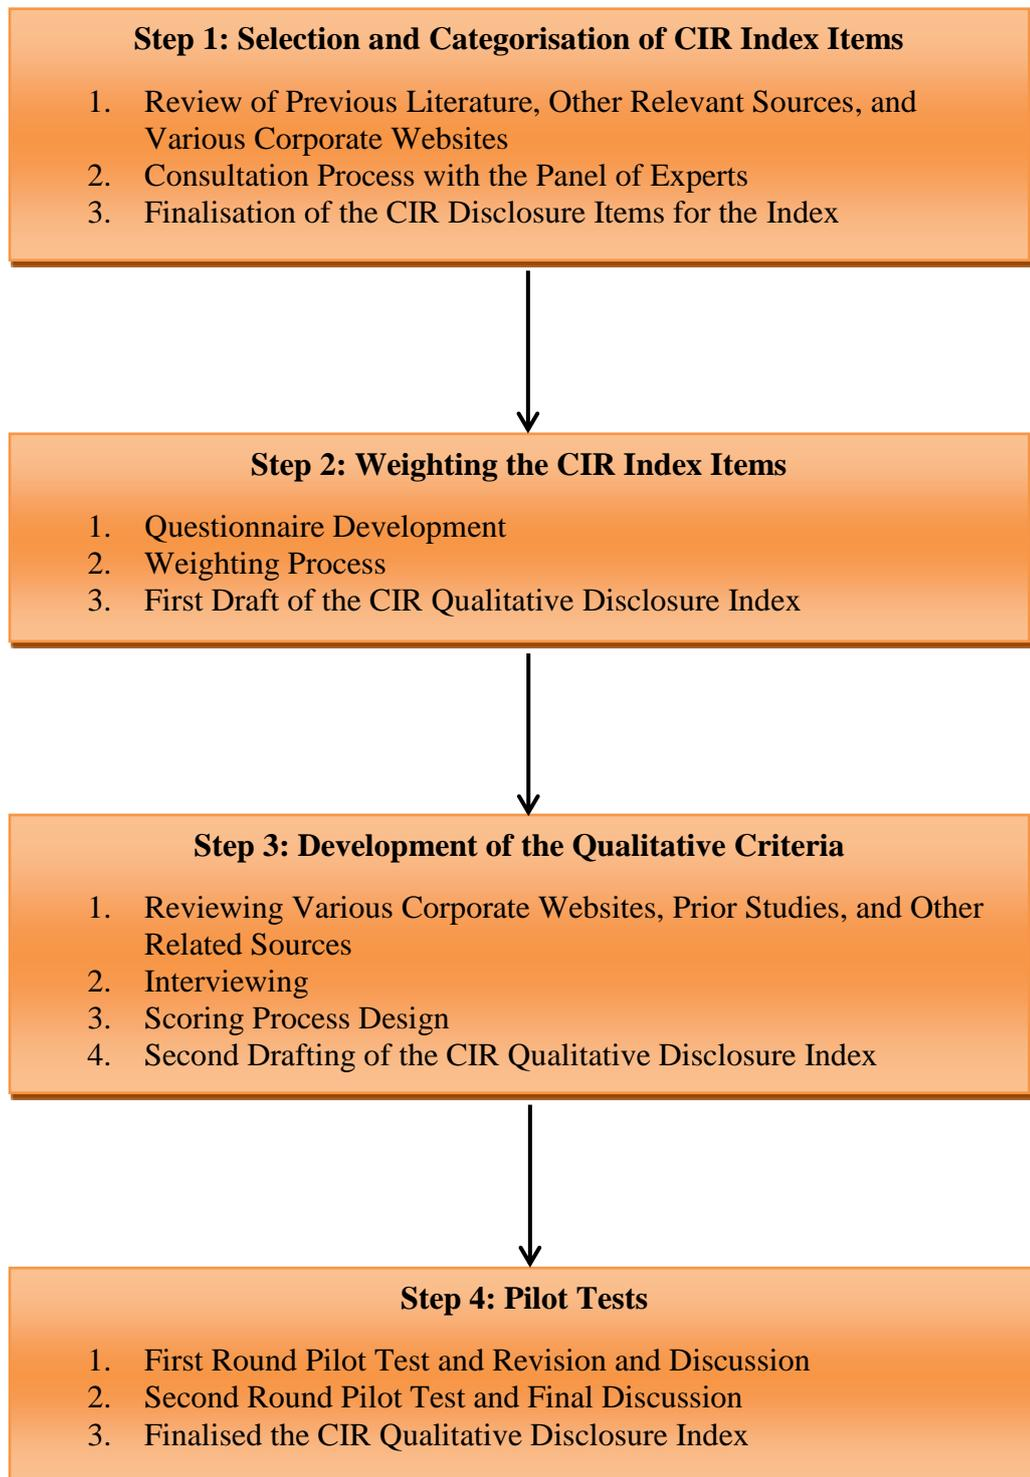 Step 1: Selection and Categorisation of CIR Index Items
1. Review of Previous Literature, Other Relevant Sources, and
Various Corporate Websites
2. Consultation Process with the Panel of Experts
3. Finalisation of the CIR Disclosure Items for the Index
Step 2: Weighting the CIR Index Items
1. Questionnaire Development
2. Weighting Process
3. First Draft of the CIR Qualitative Disclosure Index
Step 3: Development of the Qualitative Criteria
1. Reviewing Various Corporate Websites, Prior Studies, and Other
Related Sources
2. Interviewing
3. Scoring Process Design
4. Second Drafting of the CIR Qualitative Disclosure Index
Step 4: Pilot Tests
1. First Round Pilot Test and Revision and Discussion
2. Second Round Pilot Test and Final Discussion
3. Finalised the CIR Qualitative Disclosure Index